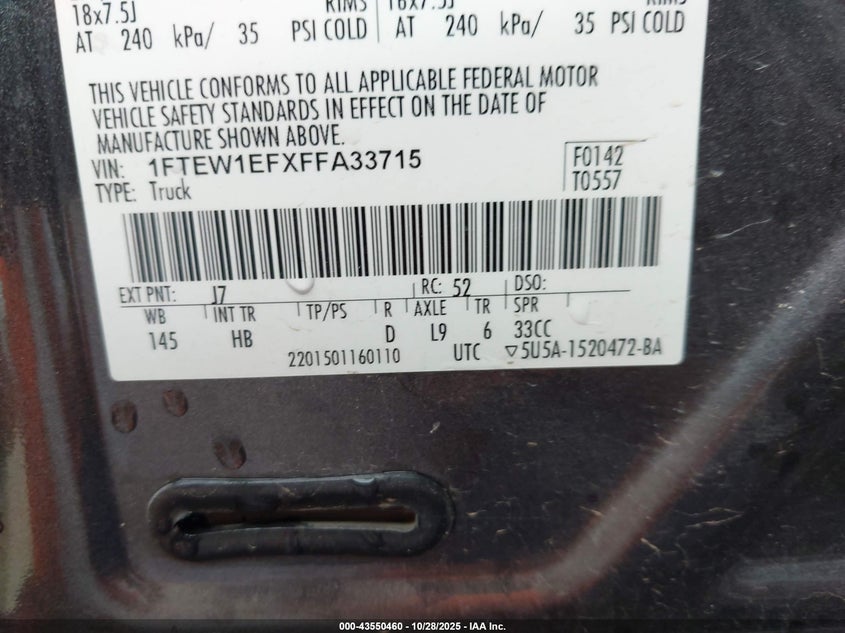 18x7.5J RIMS 18x7.5J RIMS
AT 240 kPa/ 35 PSI COLD AT 240 kPa/ 35 PSI COLD
THIS VEHICLE CONFORMS TO ALL APPLICABLE FEDERAL MOTOR
VEHICLE SAFETY STANDARDS IN EFFECT ON THE DATE OF
MANUFACTURE SHOWN ABOVE.
VIN: 1FTEW1EFXFFA33715
TYPE: Truck
F0142
T0557
EXT PNT: J7 RC: 52 DSO:
WB INT TR TP/PS R AXLE TR SPR
145 HB D L9 6 33CC
2201501160110 UTC ▽5U5A-1520472-BA
000-43550460 - 10/28/2025 - IAA Inc.